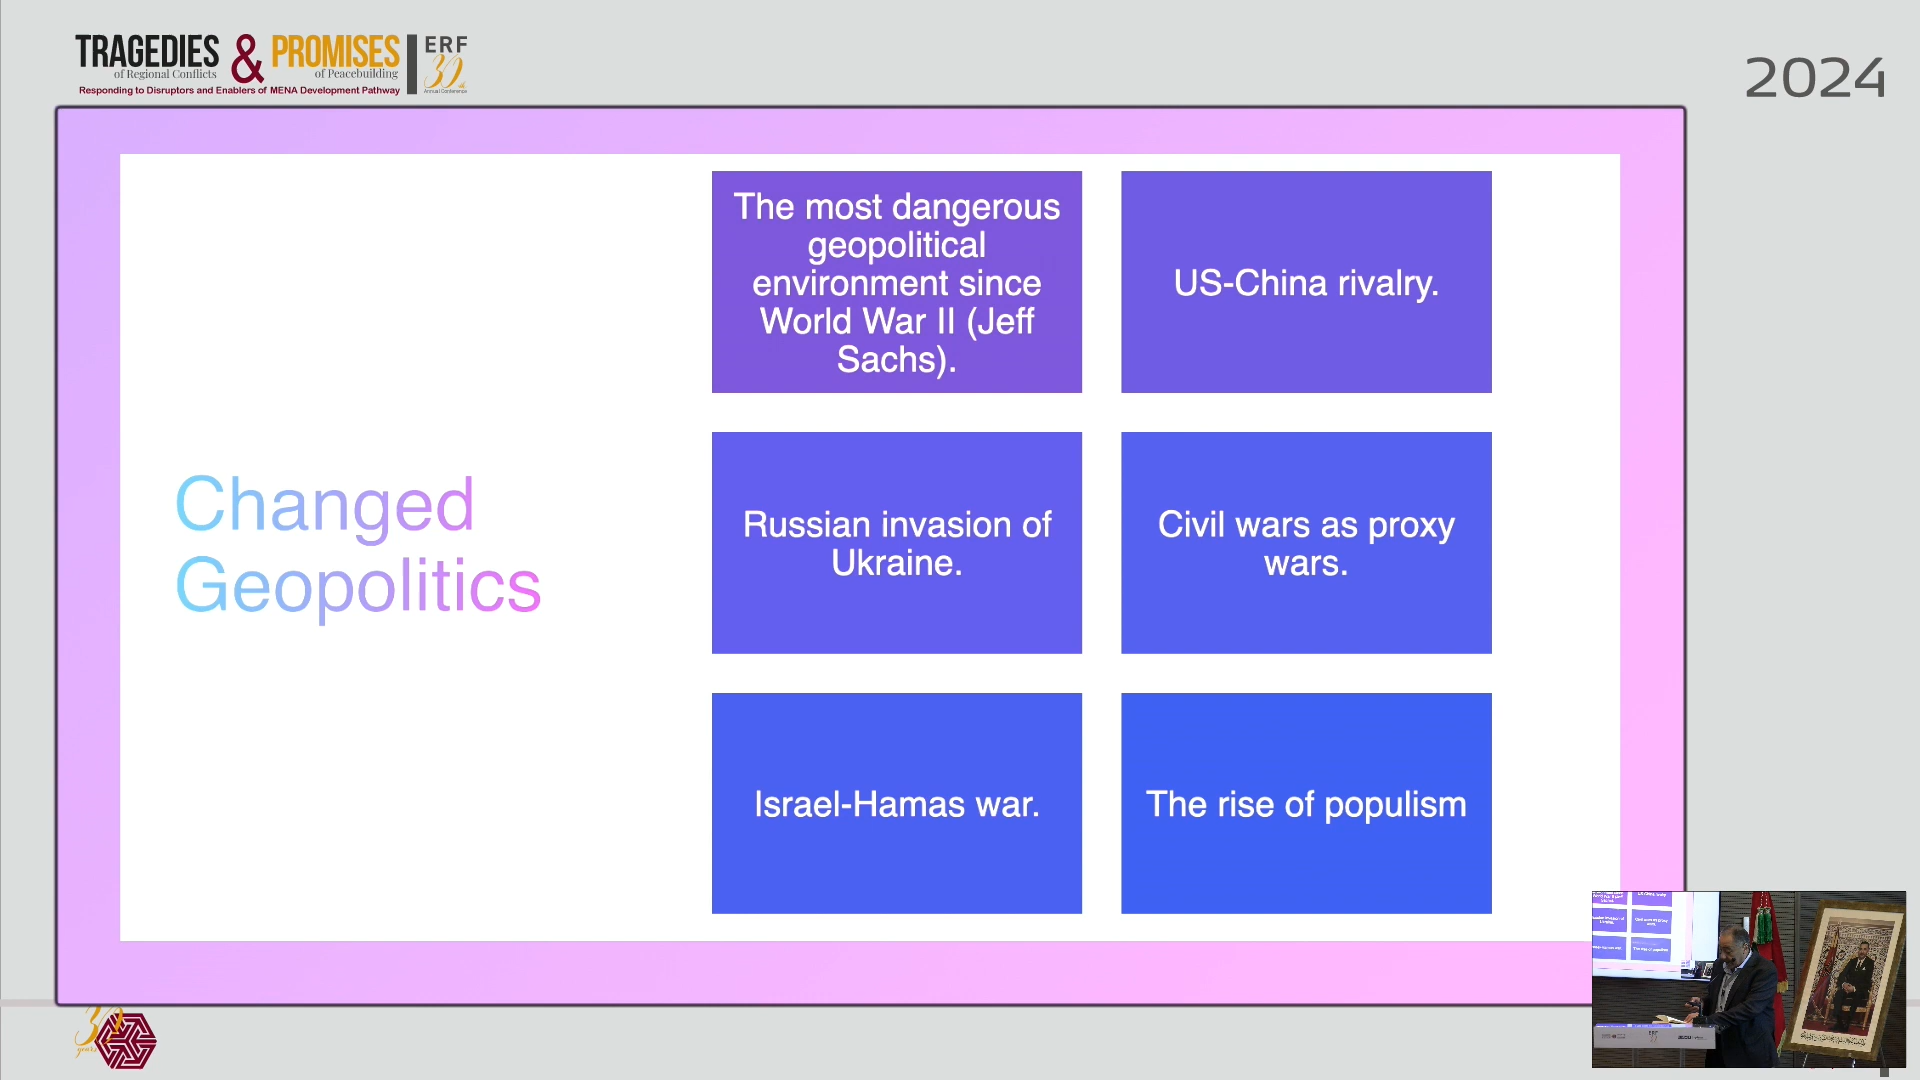 TRAGEDIES & PROMISES
of Regional Conflicts
of Peacebuilding
Responding to Disruptors and Enablers of MENA Development Pathway
ERF
30th
Annual Conference
2024
Changed
Geopolitics
The most dangerous
geopolitical
environment since
World War II (Jeff
Sachs).
US-China rivalry.
Russian invasion of
Ukraine.
Civil wars as proxy
wars.
Israel-Hamas war.
The rise of populism
30
years